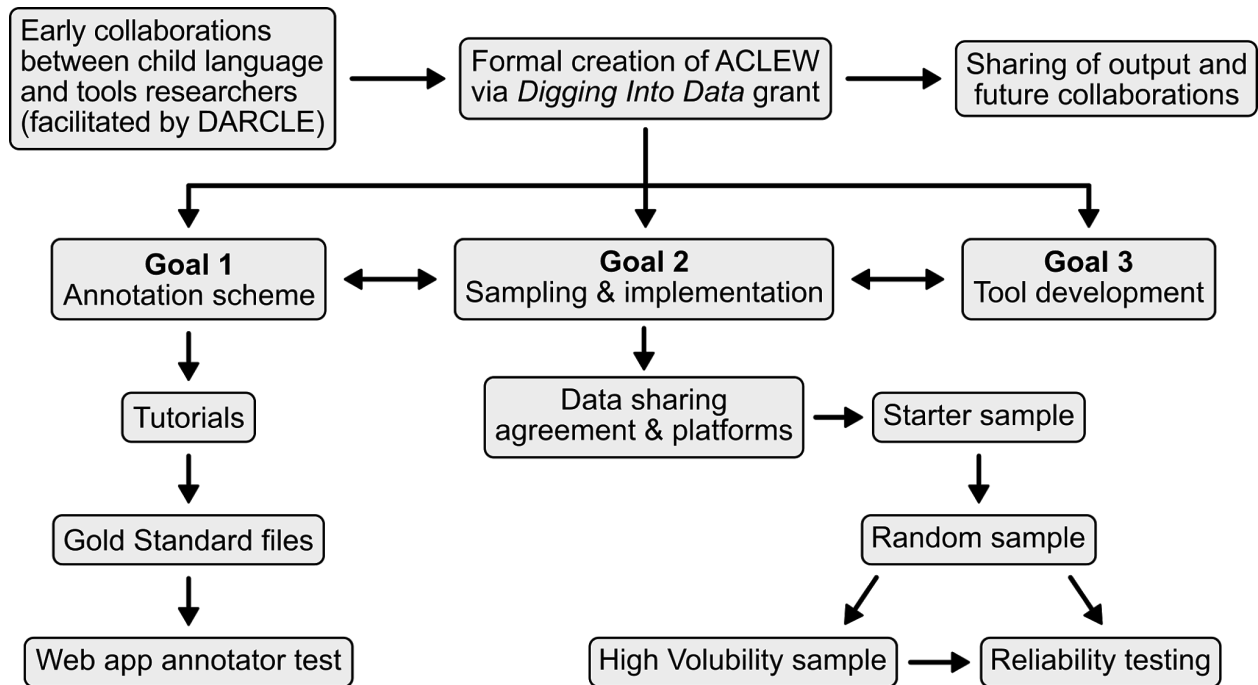 Early collaborations
between child language
and tools researchers
(facilitated by DARCLE)
Formal creation of ACLEW
via Digging Into Data grant
Sharing of output and
future collaborations
Goal 1
Annotation scheme
Goal 2
Sampling & implementation
Goal 3
Tool development
Tutorials
Data sharing
agreement & platforms
Starter sample
Gold Standard files
Random sample
Web app annotator test
High Volubility sample
Reliability testing